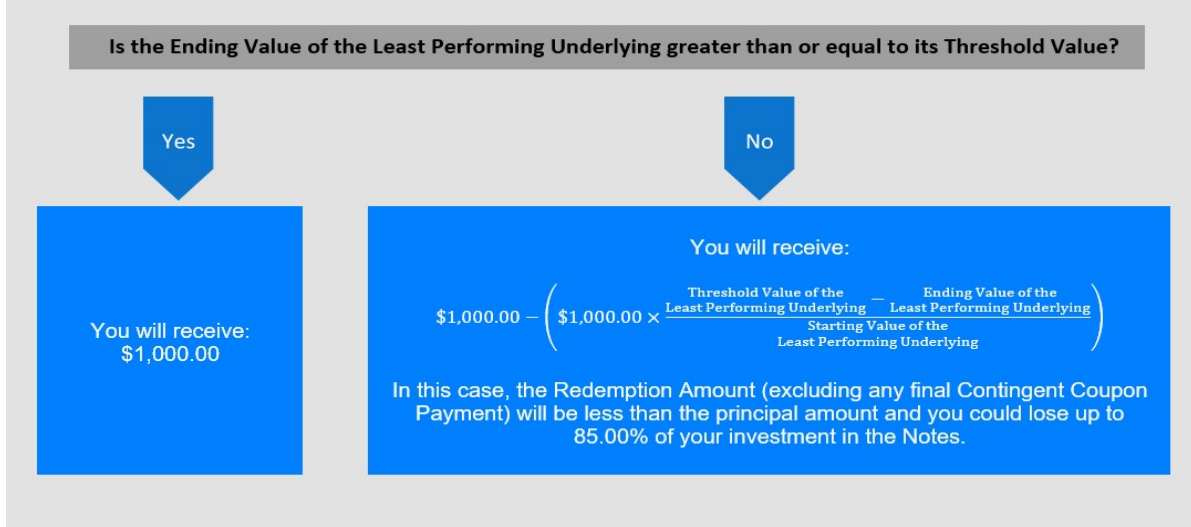 Is the Ending Value of the Least Performing Underlying greater than or equal to its Threshold Value?
Yes
No
You will receive:
$1,000.00
You will receive:
$1,000.00 − ( $1,000.00 × (Threshold Value of the Least Performing Underlying − Ending Value of the Least Performing Underlying) / Starting Value of the Least Performing Underlying )
In this case, the Redemption Amount (excluding any final Contingent Coupon
Payment) will be less than the principal amount and you could lose up to
85.00% of your investment in the Notes.